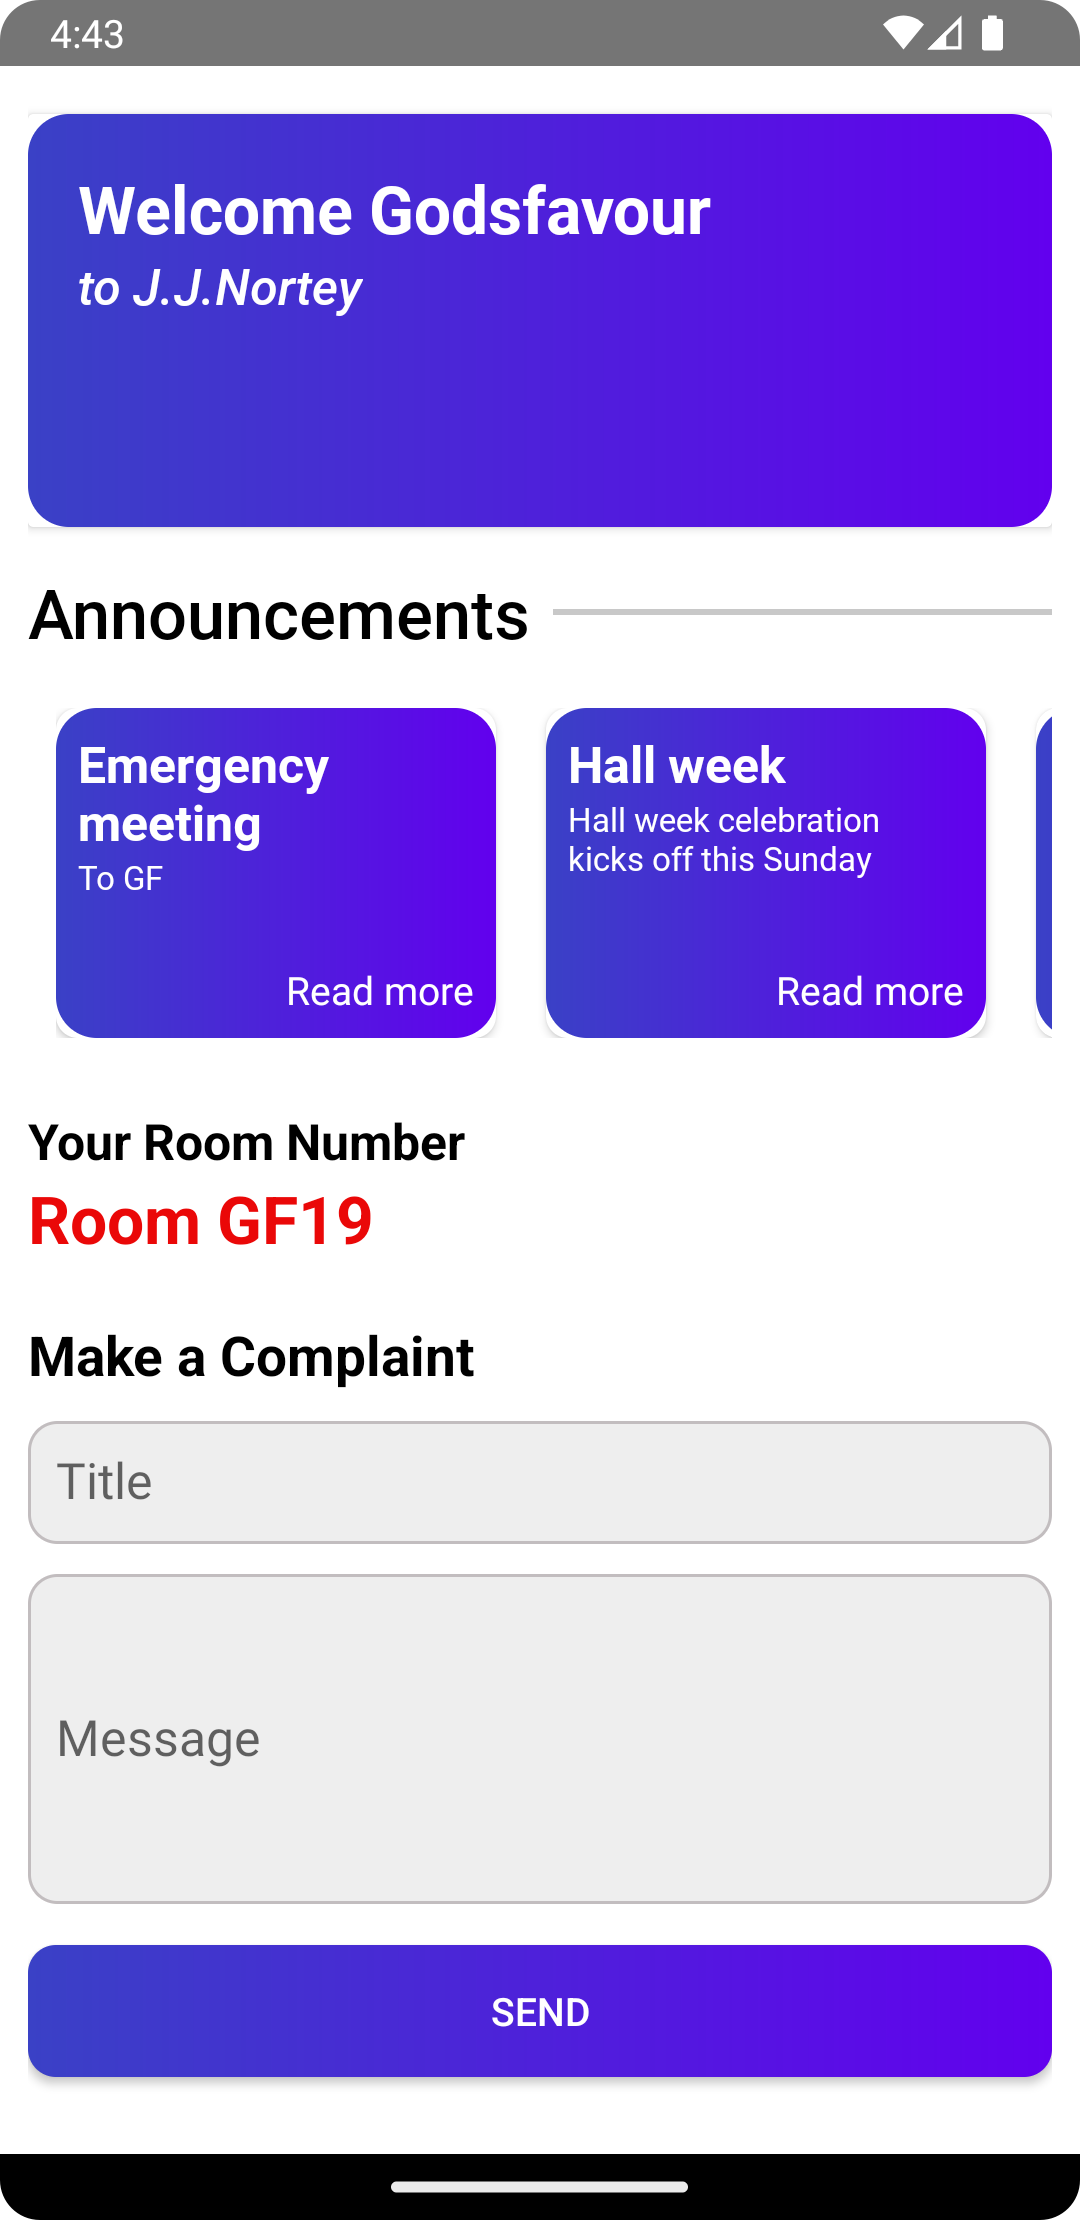 4:43
Welcome Godsfavour
to J.J.Nortey
Announcements
Emergency
meeting
To GF
Read more
Hall week
Hall week celebration
kicks off this Sunday
Read more
Your Room Number
Room GF19
Make a Complaint
Title
Message
SEND